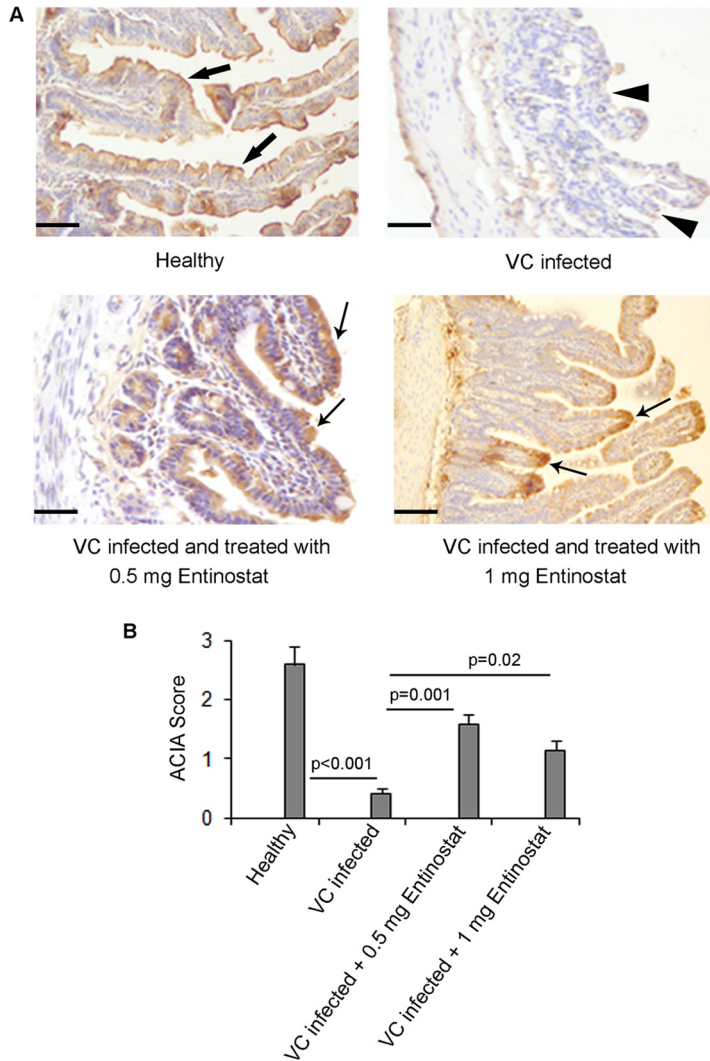 A
Healthy
VC infected
VC infected and treated with
0.5 mg Entinostat
VC infected and treated with
1 mg Entinostat
B
3
2
1
0
ACIA Score
p<0.001
p=0.001
p=0.02
Healthy
VC infected
VC infected + 0.5 mg Entinostat
VC infected + 1 mg Entinostat